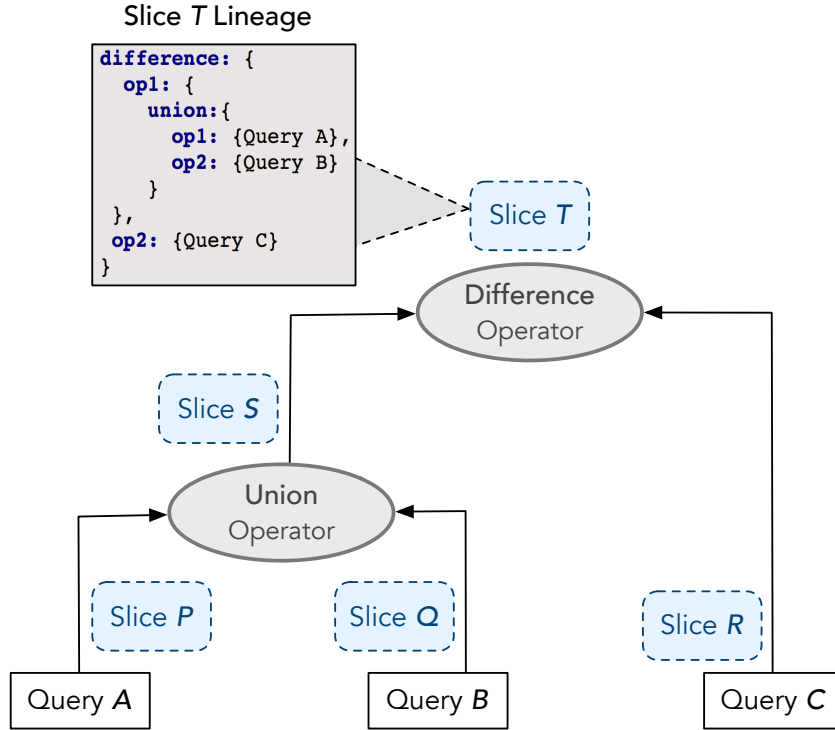 Slice T Lineage
difference: {
op1: {
union:{
op1: {Query A},
op2: {Query B}
}
},
op2: {Query C}
}
Slice T
Difference
Operator
Slice S
Union
Operator
Slice P
Slice Q
Slice R
Query A
Query B
Query C